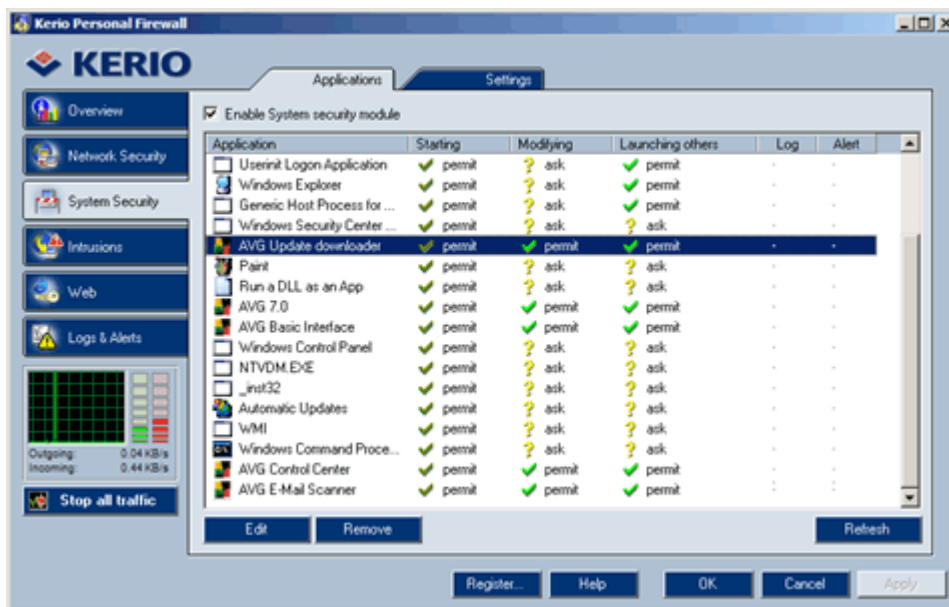 Kerio Personal Firewall
KERIO
Applications Settings
Overview
Network Security
System Security
Intrusions
Web
Logs & Alerts
Outgoing: 0.04 KB/s
Incoming: 0.44 KB/s
Stop all traffic
Enable System security module
Application Starting Modifying Launching others Log Alert
Userinit Logon Application permit ask permit
Windows Explorer permit ask permit
Generic Host Process for ... permit ask permit
Windows Security Center ... permit ask ask
AVG Update downloader permit permit permit
Paint permit ask ask
Run a DLL as an App permit ask ask
AVG 7.0 permit permit permit
AVG Basic Interface permit permit permit
Windows Control Panel permit ask ask
NTVDM.EXE permit ask ask
_inst32 permit ask ask
Automatic Updates permit ask ask
WMI permit ask ask
Windows Command Proce... permit ask ask
AVG Control Center permit permit permit
AVG E-Mail Scanner permit permit permit
Edit Remove Refresh
Register... Help OK Cancel Apply